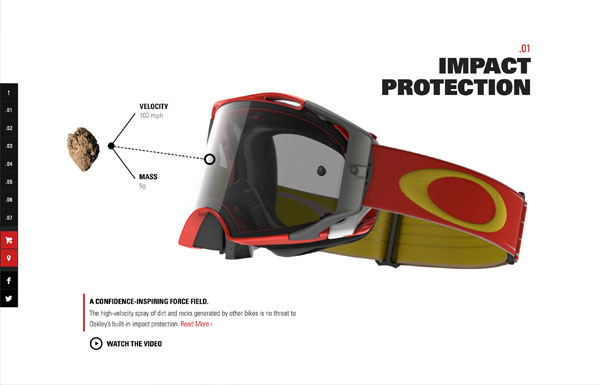 .01
IMPACT
PROTECTION
VELOCITY
102 mph
MASS
5g
↑
.01
.02
.03
.04
.05
.06
.07
f
A CONFIDENCE-INSPIRING FORCE FIELD.
The high-velocity spray of dirt and rocks generated by other bikes is no threat to
Oakley's built-in impact protection. Read More ›
WATCH THE VIDEO